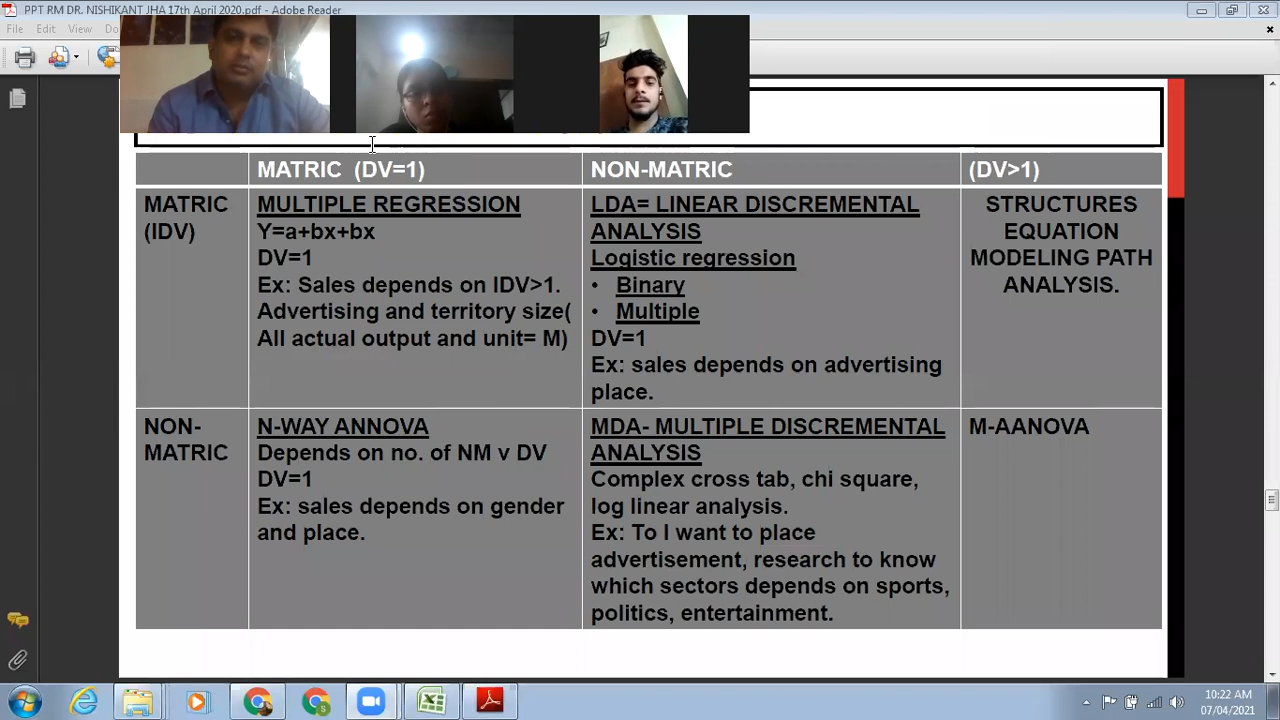 PPT RM DR. NISHIKANT JHA 17th April 2020.pdf - Adobe Reader
File Edit View Do
MATRIC (DV=1) NON-MATRIC (DV>1)
MATRIC
(IDV)
MULTIPLE REGRESSION
Y=a+bx+bx
DV=1
Ex: Sales depends on IDV>1.
Advertising and territory size(
All actual output and unit= M)
LDA= LINEAR DISCREMENTAL
ANALYSIS
Logistic regression
• Binary
• Multiple
DV=1
Ex: sales depends on advertising
place.
STRUCTURES
EQUATION
MODELING PATH
ANALYSIS.
NON-
MATRIC
N-WAY ANNOVA
Depends on no. of NM v DV
DV=1
Ex: sales depends on gender
and place.
MDA- MULTIPLE DISCREMENTAL
ANALYSIS
Complex cross tab, chi square,
log linear analysis.
Ex: To I want to place
advertisement, research to know
which sectors depends on sports,
politics, entertainment.
M-AANOVA
10:22 AM
07/04/2021